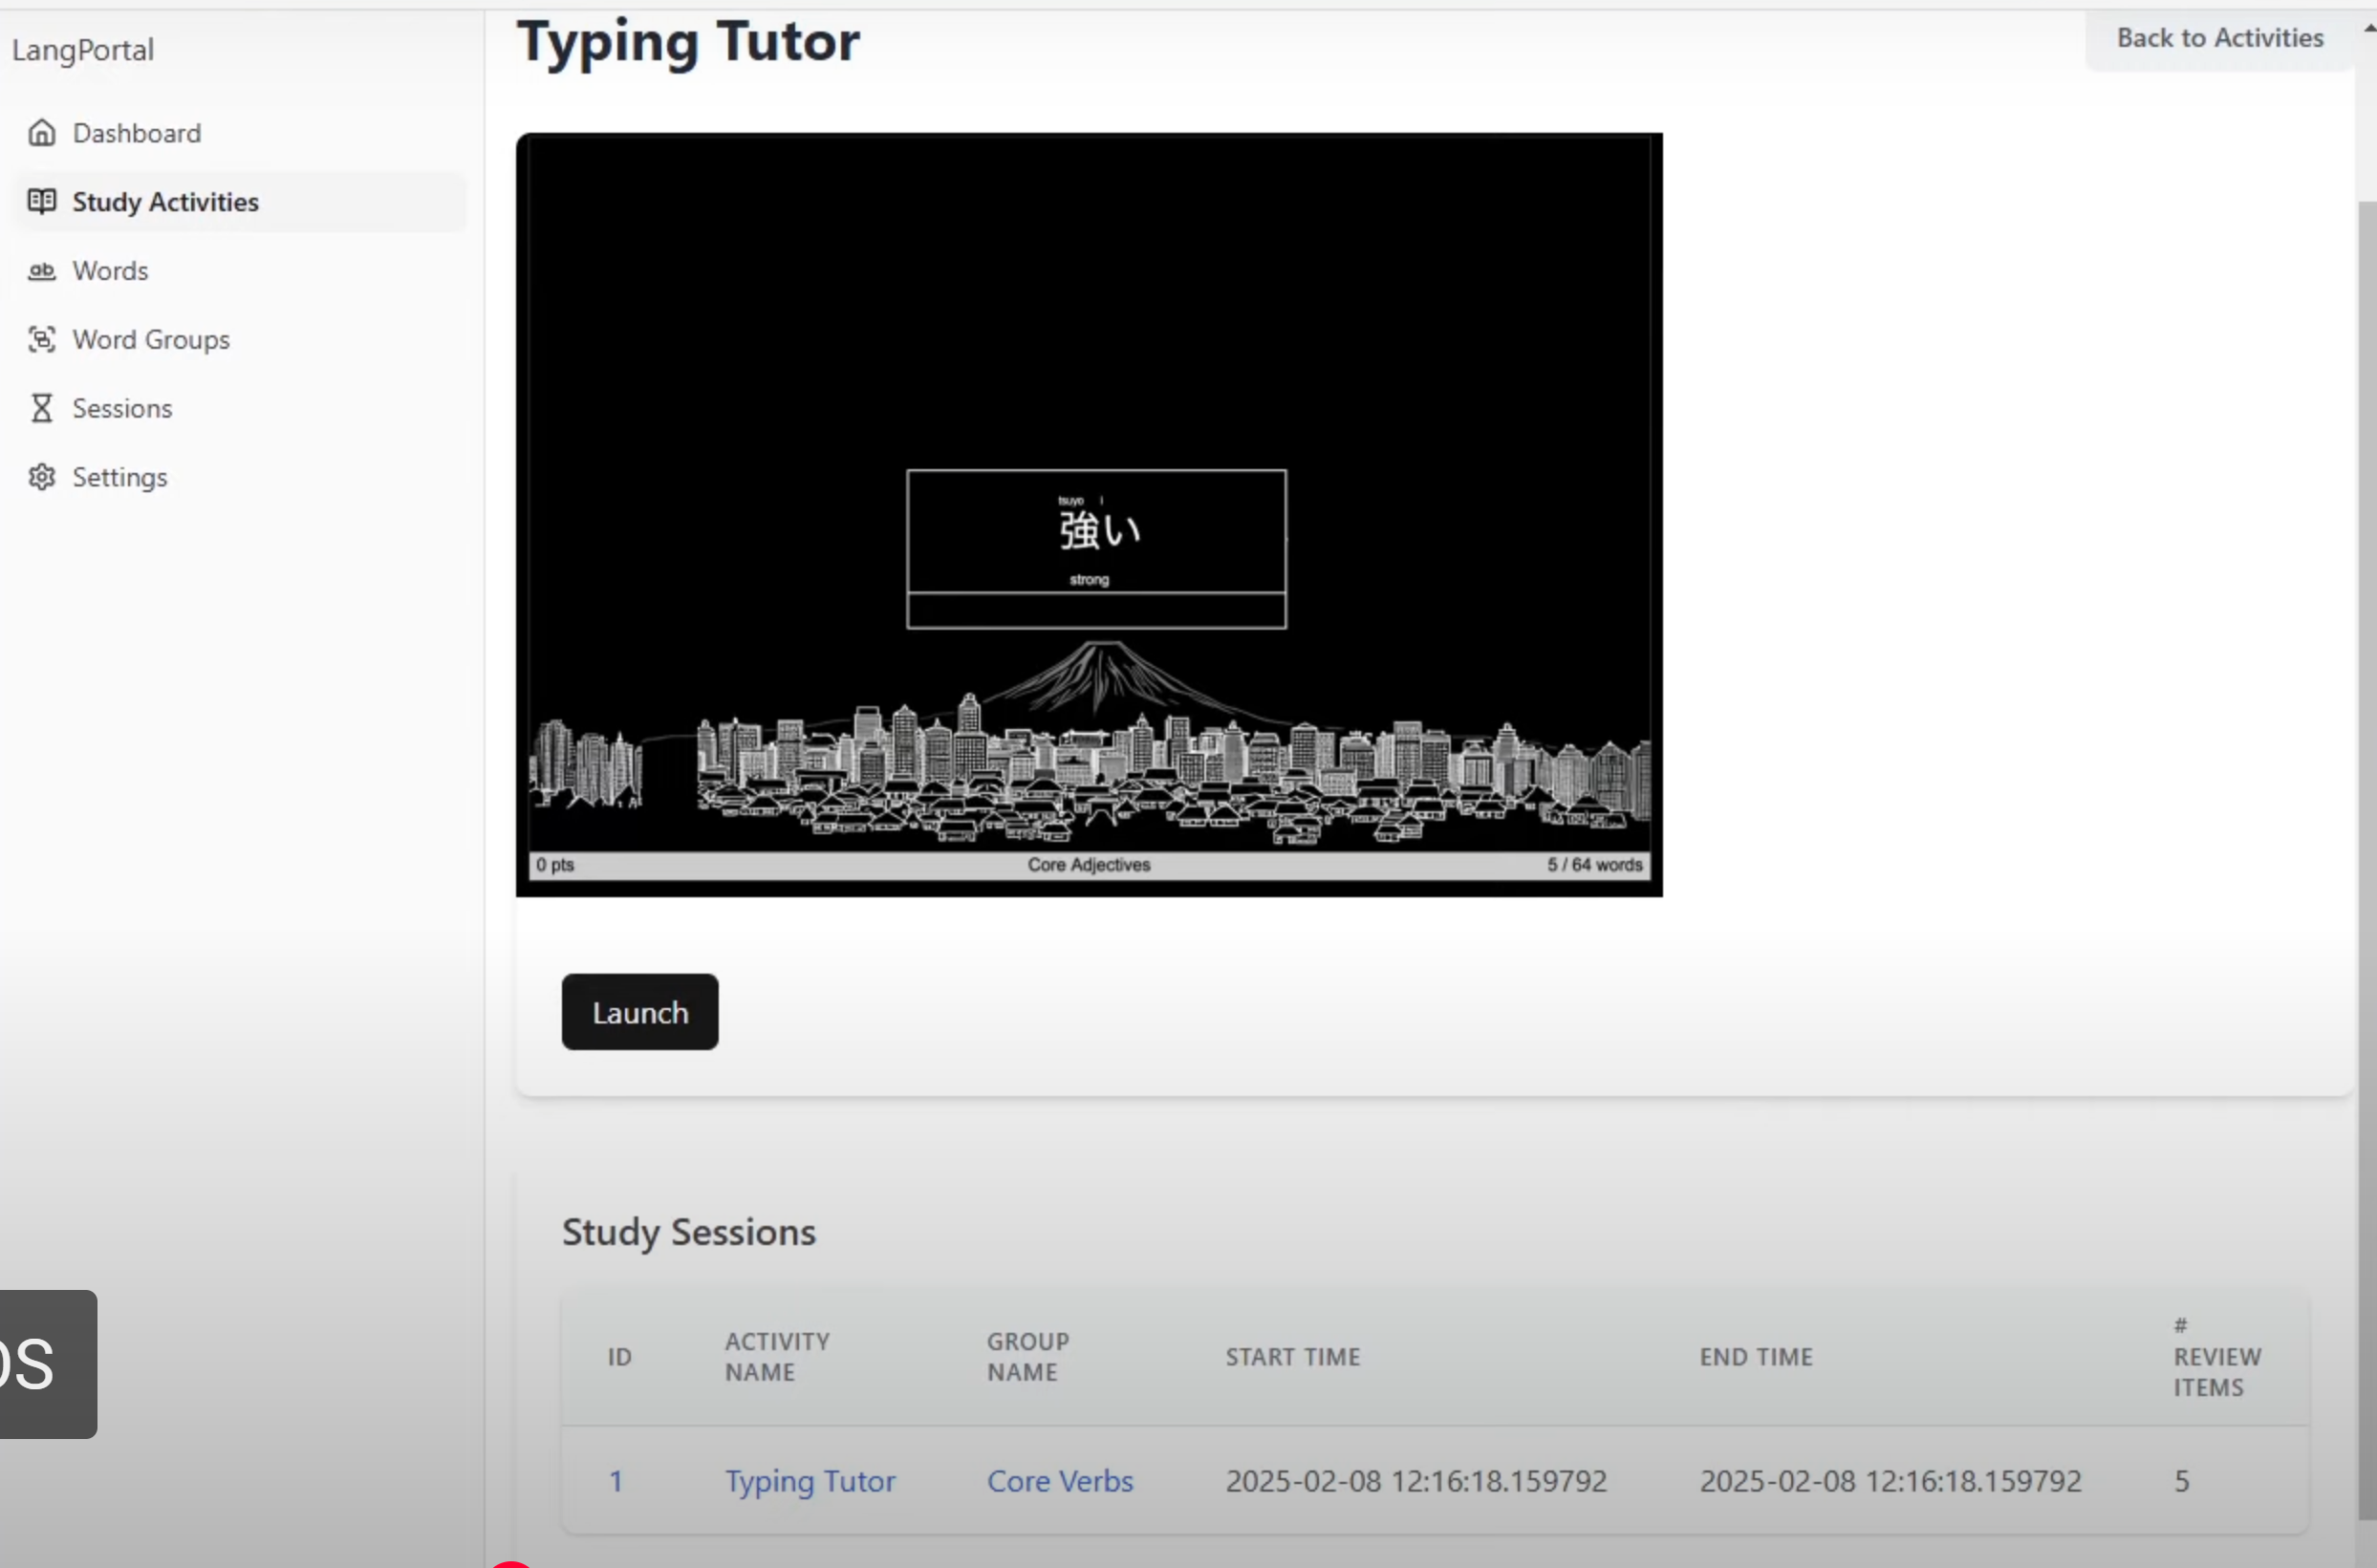 LangPortal
Dashboard
Study Activities
Words
Word Groups
Sessions
Settings
Typing Tutor
Back to Activities
tsuyo i
強い
strong
0 pts
Core Adjectives
5 / 64 words
Launch
Study Sessions
ID
ACTIVITY
NAME
GROUP
NAME
START TIME
END TIME
#
REVIEW
ITEMS
1
Typing Tutor
Core Verbs
2025-02-08 12:16:18.159792
2025-02-08 12:16:18.159792
5